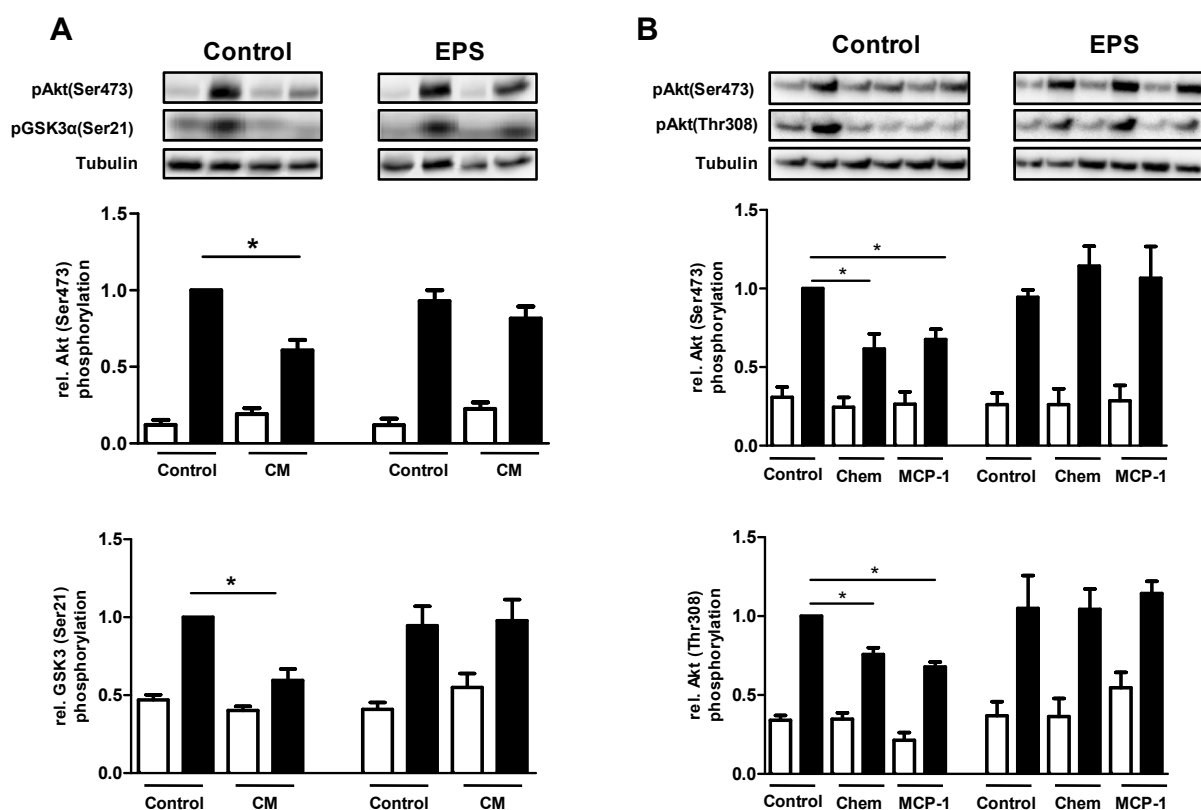 A
Control EPS
pAkt(Ser473)
pGSK3α(Ser21)
Tubulin
1.5
1.0
0.5
0.0
rel. Akt (Ser473)
phosphorylation
*
Control CM Control CM
1.5
1.0
0.5
0.0
rel. GSK3 (Ser21)
phosphorylation
*
Control CM Control CM
B
Control EPS
pAkt(Ser473)
pAkt(Thr308)
Tubulin
1.5
1.0
0.5
0.0
rel. Akt (Ser473)
phosphorylation
*
*
Control Chem MCP-1 Control Chem MCP-1
1.5
1.0
0.5
0.0
rel. Akt (Thr308)
phosphorylation
*
*
Control Chem MCP-1 Control Chem MCP-1